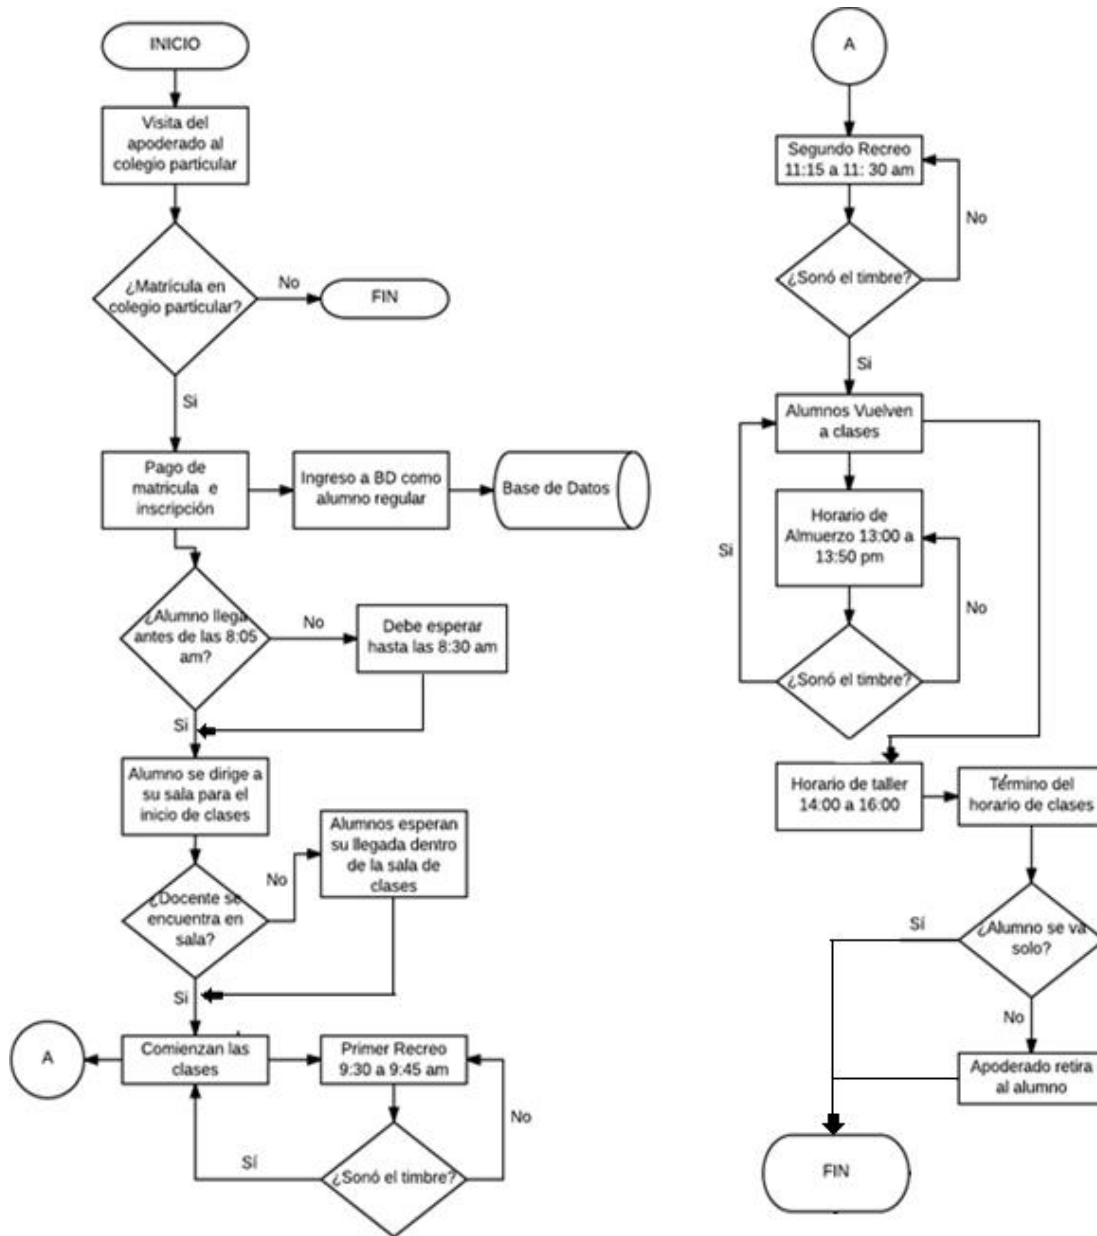 INICIO
Visita del
apoderado al
colegio particular
¿Matrícula en
colegio particular?
No
FIN
Si
Pago de
matricula e
inscripción
Ingreso a BD como
alumno regular
Base de Datos
¿Alumno llega
antes de las 8:05
am?
No
Debe esperar
hasta las 8:30 am
Si
Alumno se dirige a
su sala para el
inicio de clases
¿Docente se
encuentra en
sala?
No
Alumnos esperan
su llegada dentro
de la sala de
clases
Si
A
Comienzan las
clases
Primer Recreo
9:30 a 9:45 am
No
Sí
¿Sonó el timbre?
A
Segundo Recreo
11:15 a 11: 30 am
No
¿Sonó el timbre?
Si
Alumnos Vuelven
a clases
Horario de
Almuerzo 13:00 a
13:50 pm
Si
No
¿Sonó el timbre?
Horario de taller
14:00 a 16:00
Término del
horario de clases
Sí
¿Alumno se va
solo?
No
Apoderado retira
al alumno
FIN